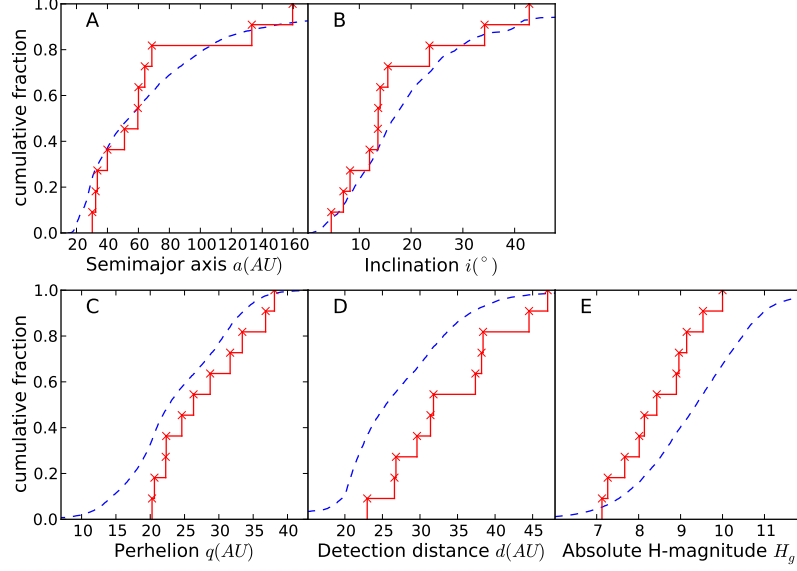 A
B
1.0
0.8
0.6
0.4
0.2
0.0
cumulative fraction
20 40 60 80 100 120 140 160
10 20 30 40
Semimajor axis a(AU)
Inclination i(°)
C
D
E
1.0
0.8
0.6
0.4
0.2
0.0
cumulative fraction
10 15 20 25 30 35 40
20 25 30 35 40 45
7 8 9 10 11
Perhelion q(AU)
Detection distance d(AU)
Absolute H-magnitude H_g